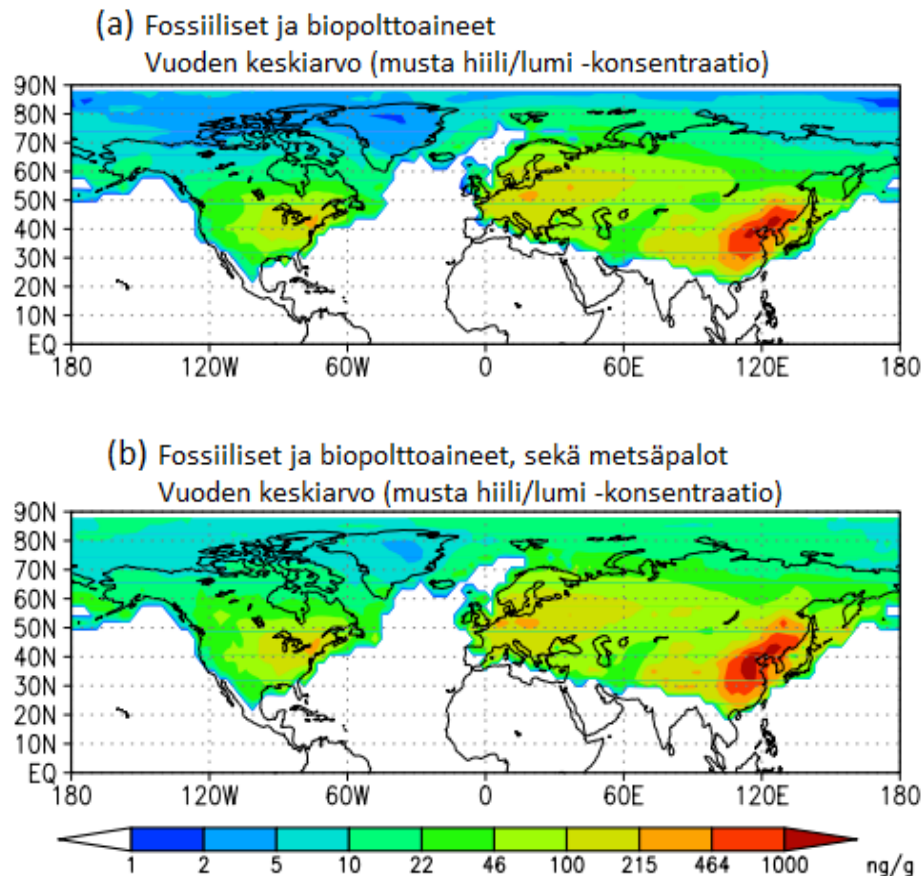 (a) Fossiiliset ja biopolttoaineet
Vuoden keskiarvo (musta hiili/lumi -konsentraatio)
90N
80N
70N
60N
50N
40N
30N
20N
10N
EQ
180 120W 60W 0 60E 120E 180
(b) Fossiiliset ja biopolttoaineet, sekä metsäpalot
Vuoden keskiarvo (musta hiili/lumi -konsentraatio)
90N
80N
70N
60N
50N
40N
30N
20N
10N
EQ
180 120W 60W 0 60E 120E 180
1 2 5 10 22 46 100 215 464 1000 ng/g